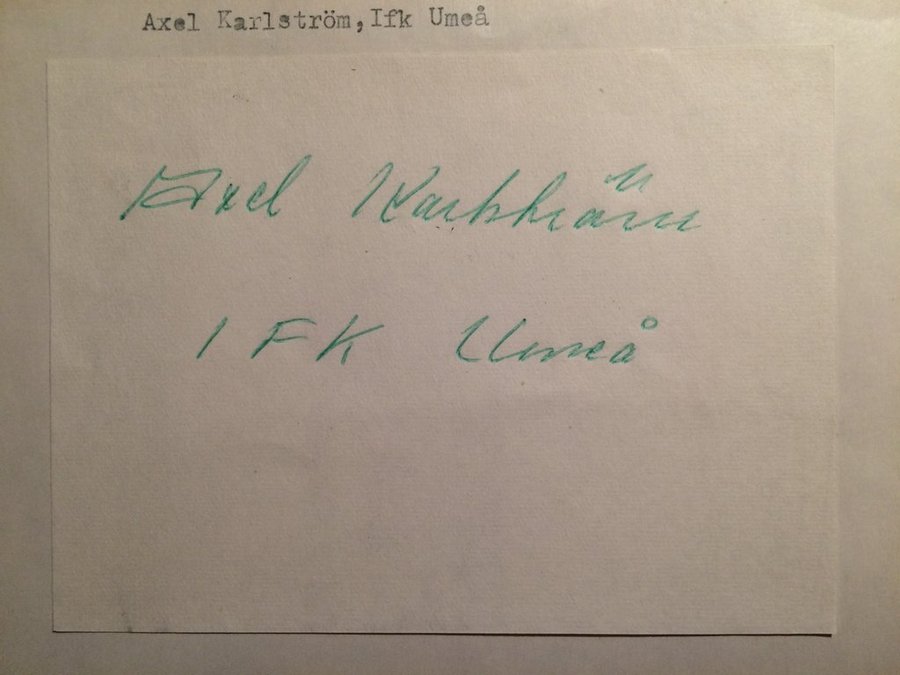 Axel Karlström,Ifk Umeå
Axel Karlström
IFK Umeå